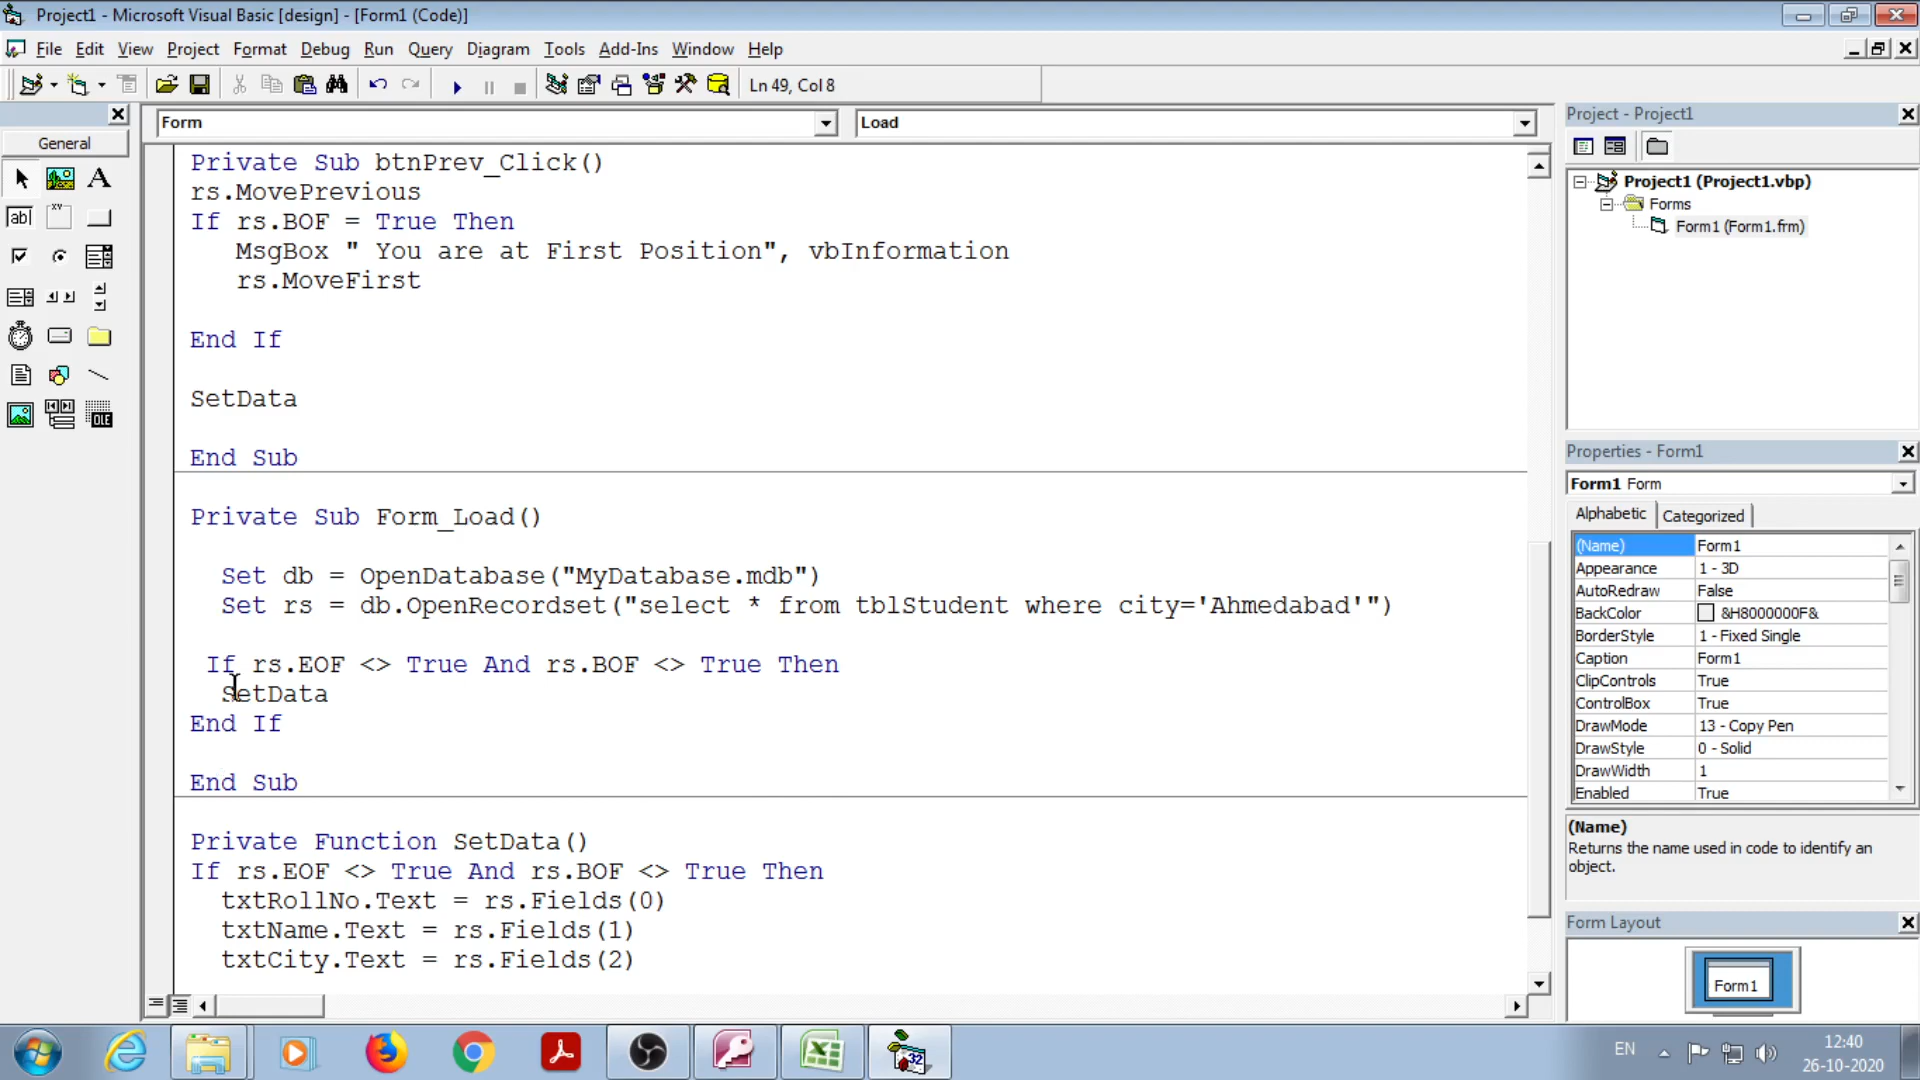 Project1 - Microsoft Visual Basic [design] - [Form1 (Code)]
File Edit View Project Format Debug Run Query Diagram Tools Add-Ins Window Help
Ln 49, Col 8
General
Form
Load
Private Sub btnPrev_Click()
rs.MovePrevious
If rs.BOF = True Then
MsgBox " You are at First Position", vbInformation
rs.MoveFirst
End If
SetData
End Sub
Private Sub Form_Load()
Set db = OpenDatabase("MyDatabase.mdb")
Set rs = db.OpenRecordset("select * from tblStudent where city='Ahmedabad'")
If rs.EOF <> True And rs.BOF <> True Then
SetData
End If
End Sub
Private Function SetData()
If rs.EOF <> True And rs.BOF <> True Then
txtRollNo.Text = rs.Fields(0)
txtName.Text = rs.Fields(1)
txtCity.Text = rs.Fields(2)
Project - Project1
Project1 (Project1.vbp)
Forms
Form1 (Form1.frm)
Properties - Form1
Form1 Form
Alphabetic Categorized
(Name) Form1
Appearance 1 - 3D
AutoRedraw False
BackColor &H8000000F&
BorderStyle 1 - Fixed Single
Caption Form1
ClipControls True
ControlBox True
DrawMode 13 - Copy Pen
DrawStyle 0 - Solid
DrawWidth 1
Enabled True
(Name)
Returns the name used in code to identify an
object.
Form Layout
Form1
EN
12:40
26-10-2020